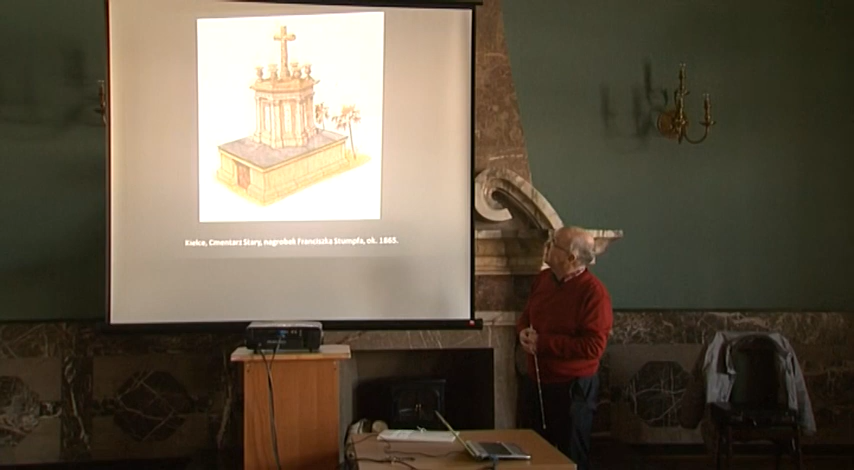 Kielce, Cmentarz Stary, nagrobek Franciszka Stumpfa, ok. 1865.